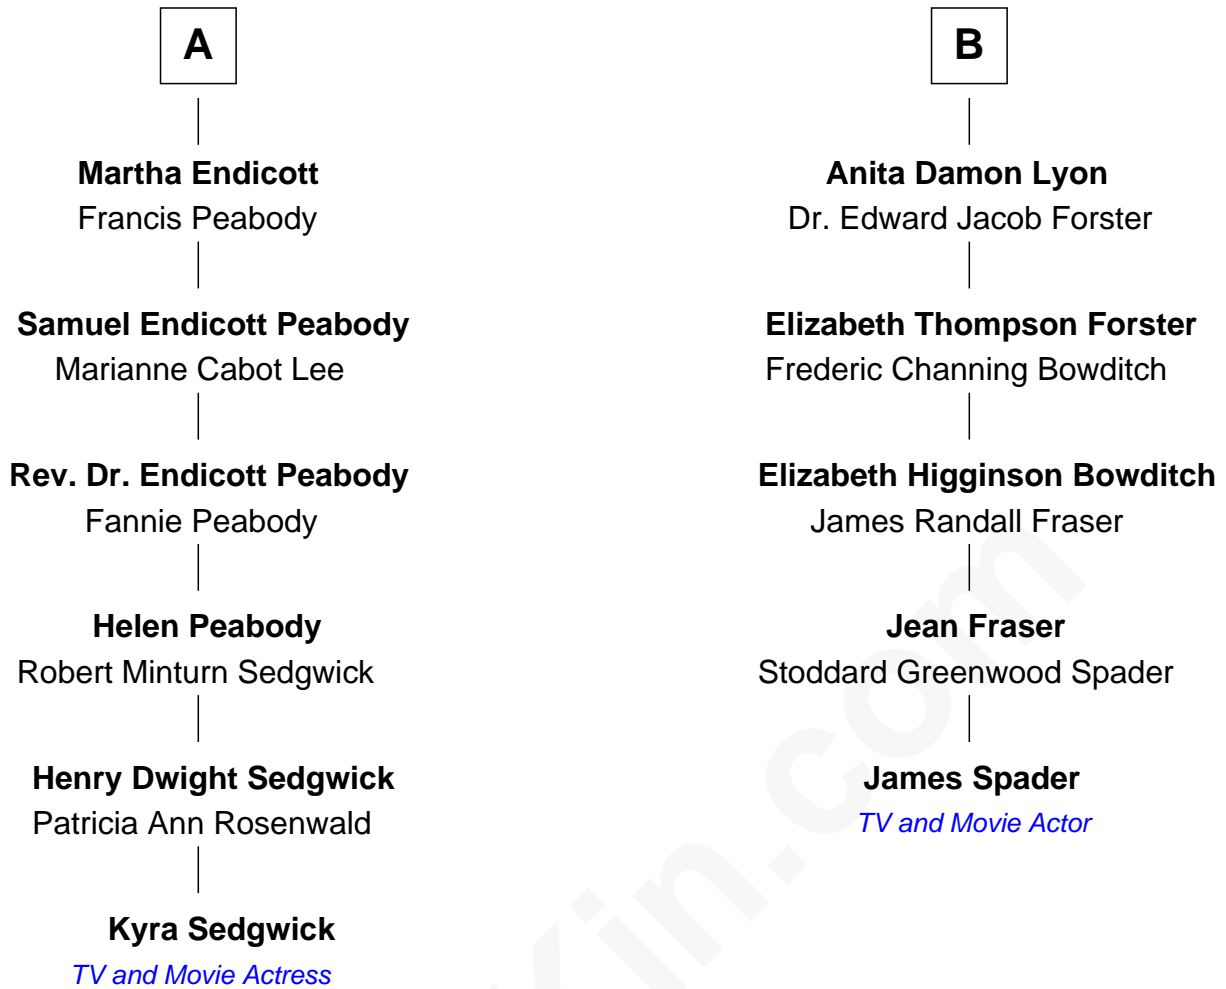 A
Martha Endicott
Francis Peabody
Samuel Endicott Peabody
Marianne Cabot Lee
Rev. Dr. Endicott Peabody
Fannie Peabody
Helen Peabody
Robert Minturn Sedgwick
Henry Dwight Sedgwick
Patricia Ann Rosenwald
Kyra Sedgwick
TV and Movie Actress
B
Anita Damon Lyon
Dr. Edward Jacob Forster
Elizabeth Thompson Forster
Frederic Channing Bowditch
Elizabeth Higginson Bowditch
James Randall Fraser
Jean Fraser
Stoddard Greenwood Spader
James Spader
TV and Movie Actor
Kin.com